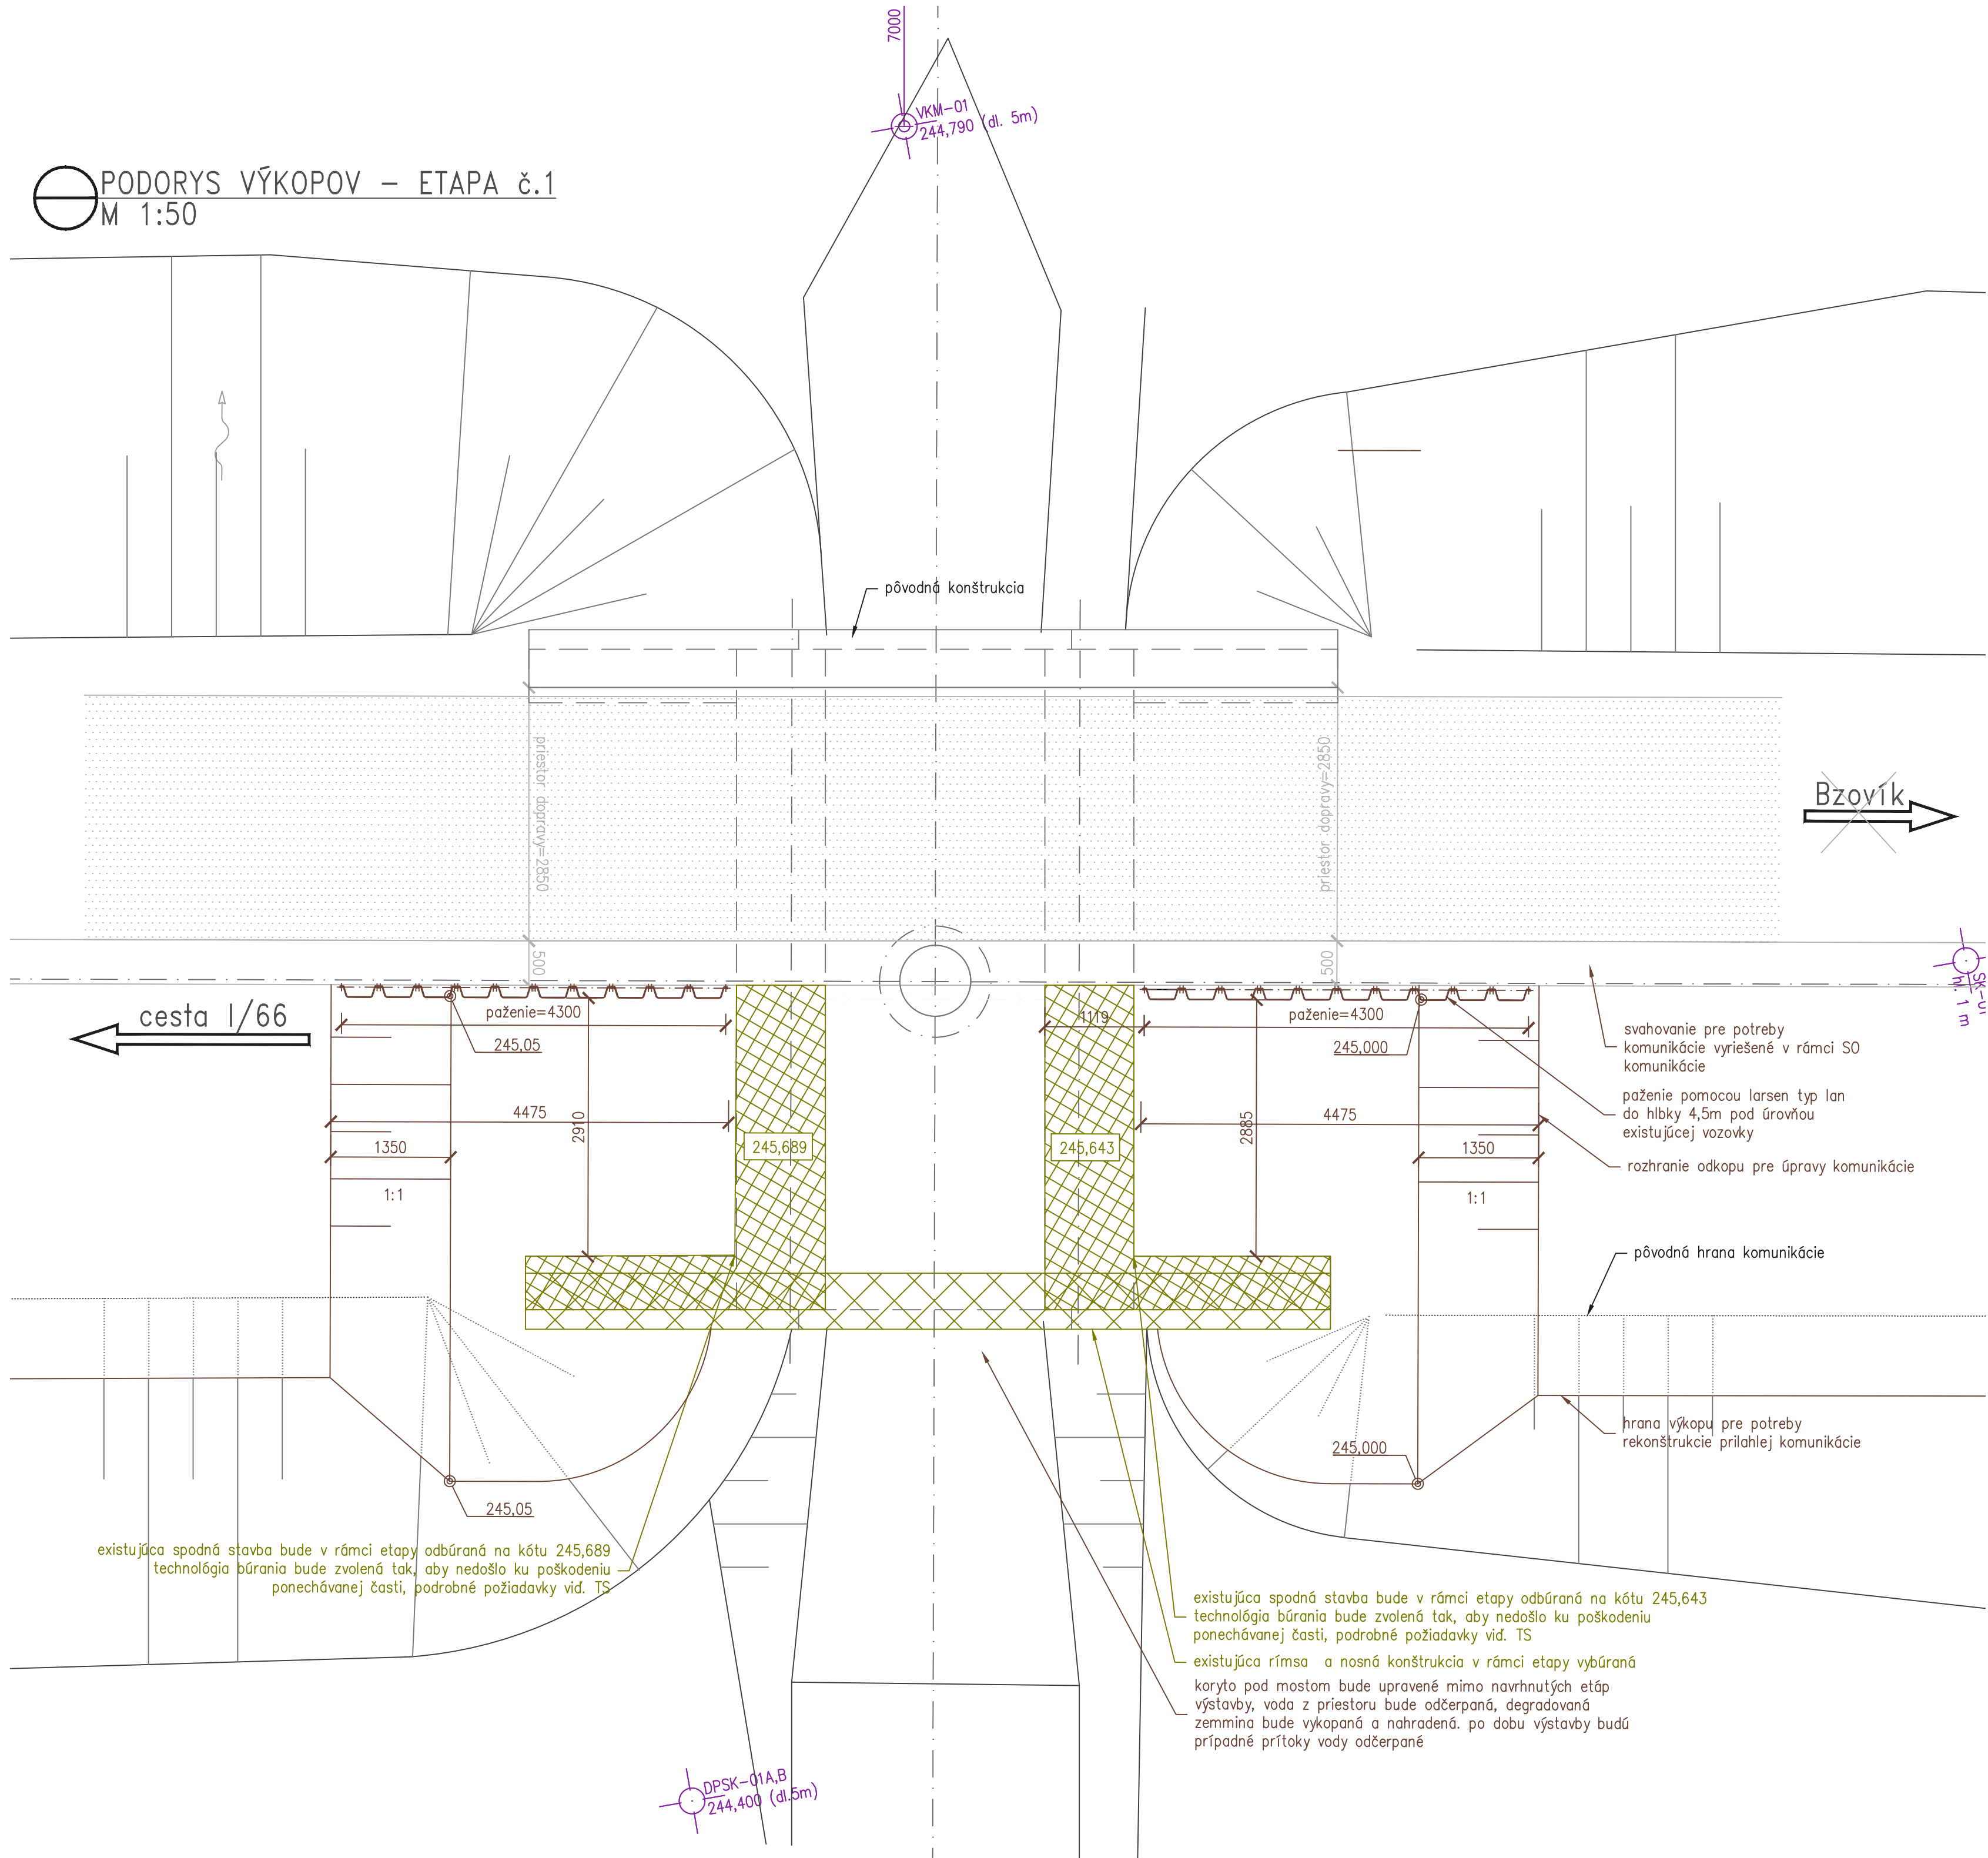 7000
VKM-01
244,790 (dl. 5m)
PODORYS VÝKOPOV - ETAPA č.1
M 1:50
pôvodná konštrukcia
priestor dopravy=2850
priestor dopravy=2850
Bzovík
500
500
cesta I/66
paženie=4300
245,05
4475
2910
1350
1:1
245,689
1119
paženie=4300
245,000
4475
2885
1350
1:1
245,643
h. 1 m
svahovanie pre potreby
komunikácie vyriešené v rámci SO
komunikácie
paženie pomocou larsen typ lan
do hlbky 4,5m pod úrovňou
existujúcej vozovky
rozhranie odkopu pre úpravy komunikácie
pôvodná hrana komunikácie
hrana výkopu pre potreby
rekonštrukcie prilahlej komunikácie
245,000
245,05
existujúca spodná stavba bude v rámci etapy odbúraná na kótu 245,689
technológia búrania bude zvolená tak, aby nedošlo ku poškodeniu
ponechávanej časti, podrobné požiadavky viď. TS
existujúca spodná stavba bude v rámci etapy odbúraná na kótu 245,643
technológia búrania bude zvolená tak, aby nedošlo ku poškodeniu
ponechávanej časti, podrobné požiadavky viď. TS
existujúca rímsa a nosná konštrukcia v rámci etapy vybúraná
koryto pod mostom bude upravené mimo navrhnutých etáp
výstavby, voda z priestoru bude odčerpaná, degradovaná
zemmina bude vykopaná a nahradená. po dobu výstavby budú
prípadné prítoky vody odčerpané
DPSK-01A,B
244,400 (dl.5m)